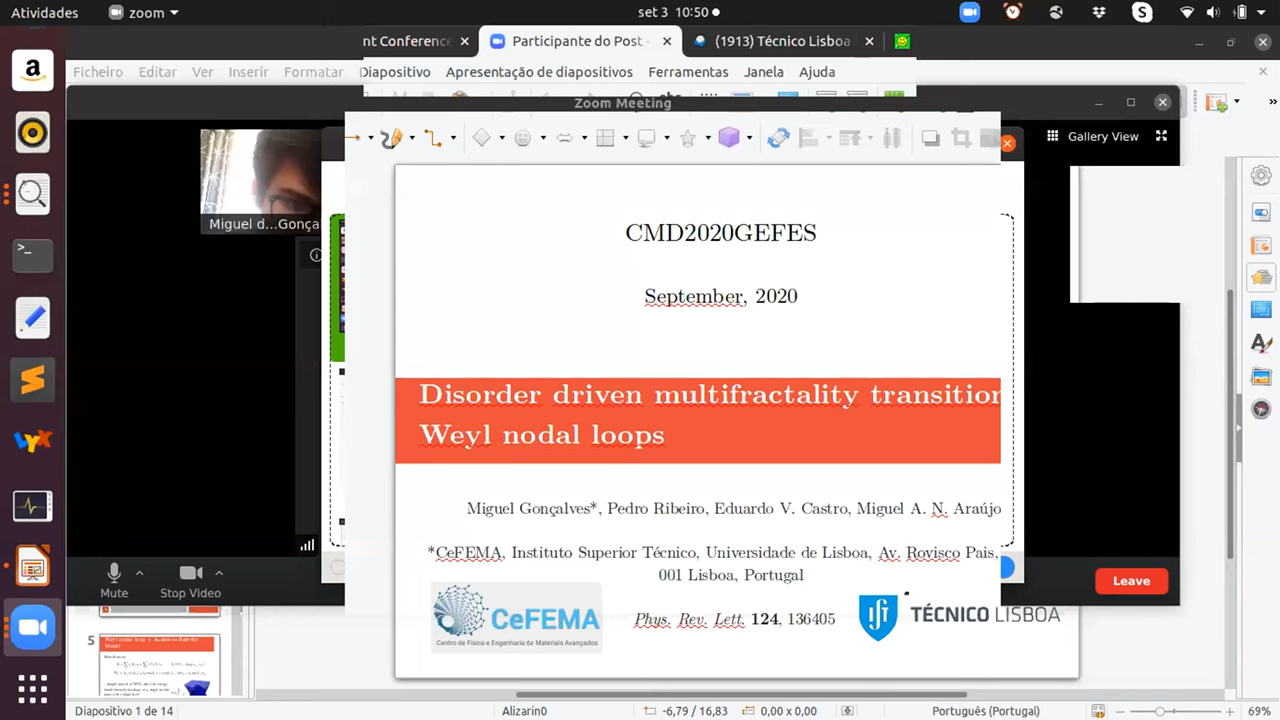 Atividades zoom set 3 10:50
nt Conference Participante do Post - (1913) Técnico Lisboa
Ficheiro Editar Ver Inserir Formatar Diapositivo Apresentação de diapositivos Ferramentas Janela Ajuda
Zoom Meeting
Gallery View
Miguel d...Gonça
CMD2020GEFES
September, 2020
Disorder driven multifractality transition
Weyl nodal loops
Miguel Gonçalves*, Pedro Ribeiro, Eduardo V. Castro, Miguel A. N. Araújo
*CeFEMA, Instituto Superior Técnico, Universidade de Lisboa, Av. Rovisco Pais,
001 Lisboa, Portugal
CeFEMA
Centro de Física e Engenharia de Materiais Avançados
Phys. Rev. Lett. 124, 136405
TÉCNICO LISBOA
Mute Stop Video Leave
5
Diapositivo 1 de 14 Alizarin0 -6,79 / 16,83 0,00 x 0,00 Português (Portugal) 69%